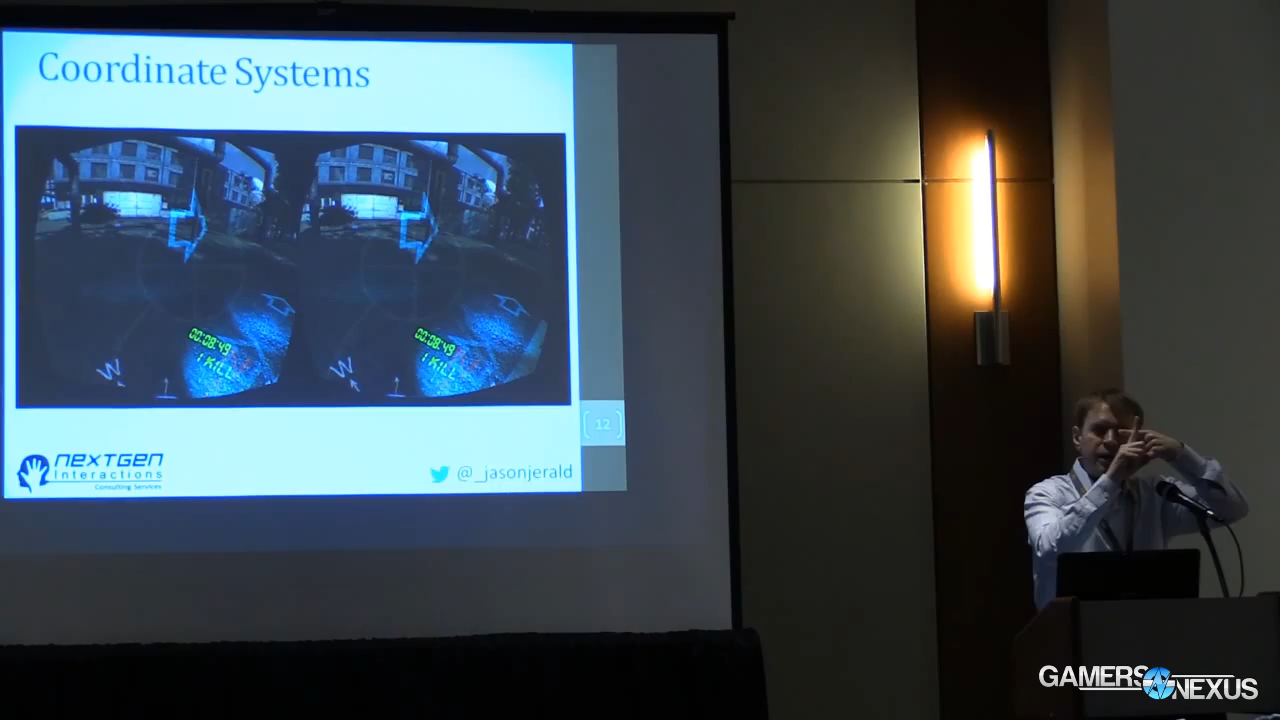 Coordinate Systems
00:08:49
1 KILL
W
00:08:49
1 KILL
W
12
NEXTGEN
Interactions
Consulting Services
@_jasonjerald
GAMERS NEXUS